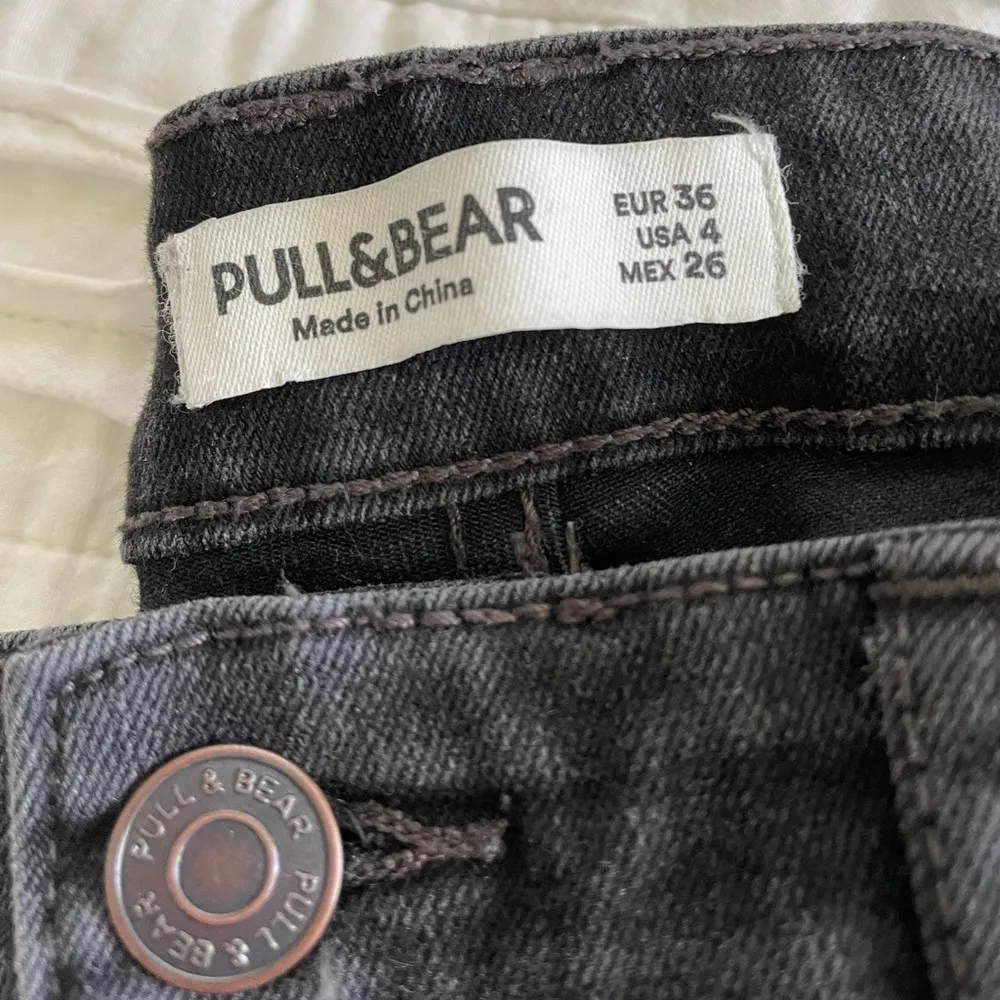 PULL&BEAR
Made in China
EUR 36
USA 4
MEX 26
PULL & BEAR
PULL & BEAR